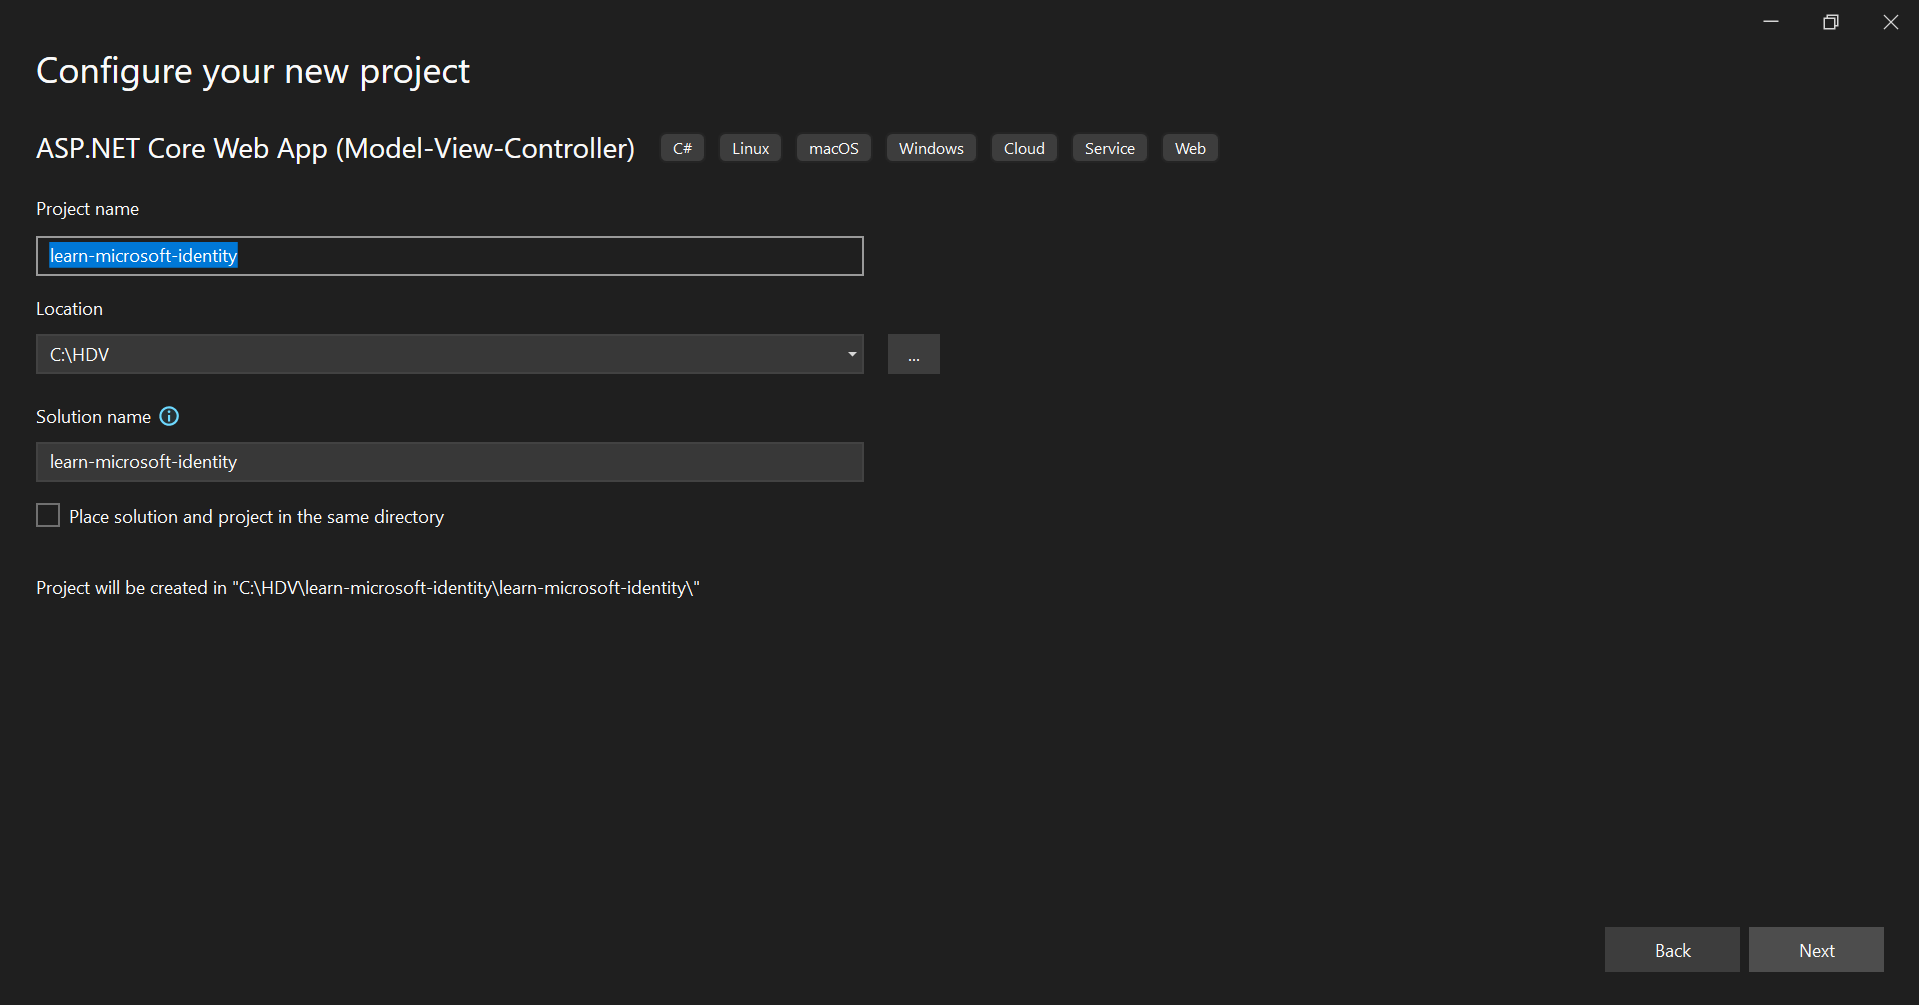 Configure your new project
ASP.NET Core Web App (Model-View-Controller) C# Linux macOS Windows Cloud Service Web
Project name
learn-microsoft-identity
Location
C:\HDV
...
Solution name
learn-microsoft-identity
Place solution and project in the same directory
Project will be created in "C:\HDV\learn-microsoft-identity\learn-microsoft-identity\"
Back Next